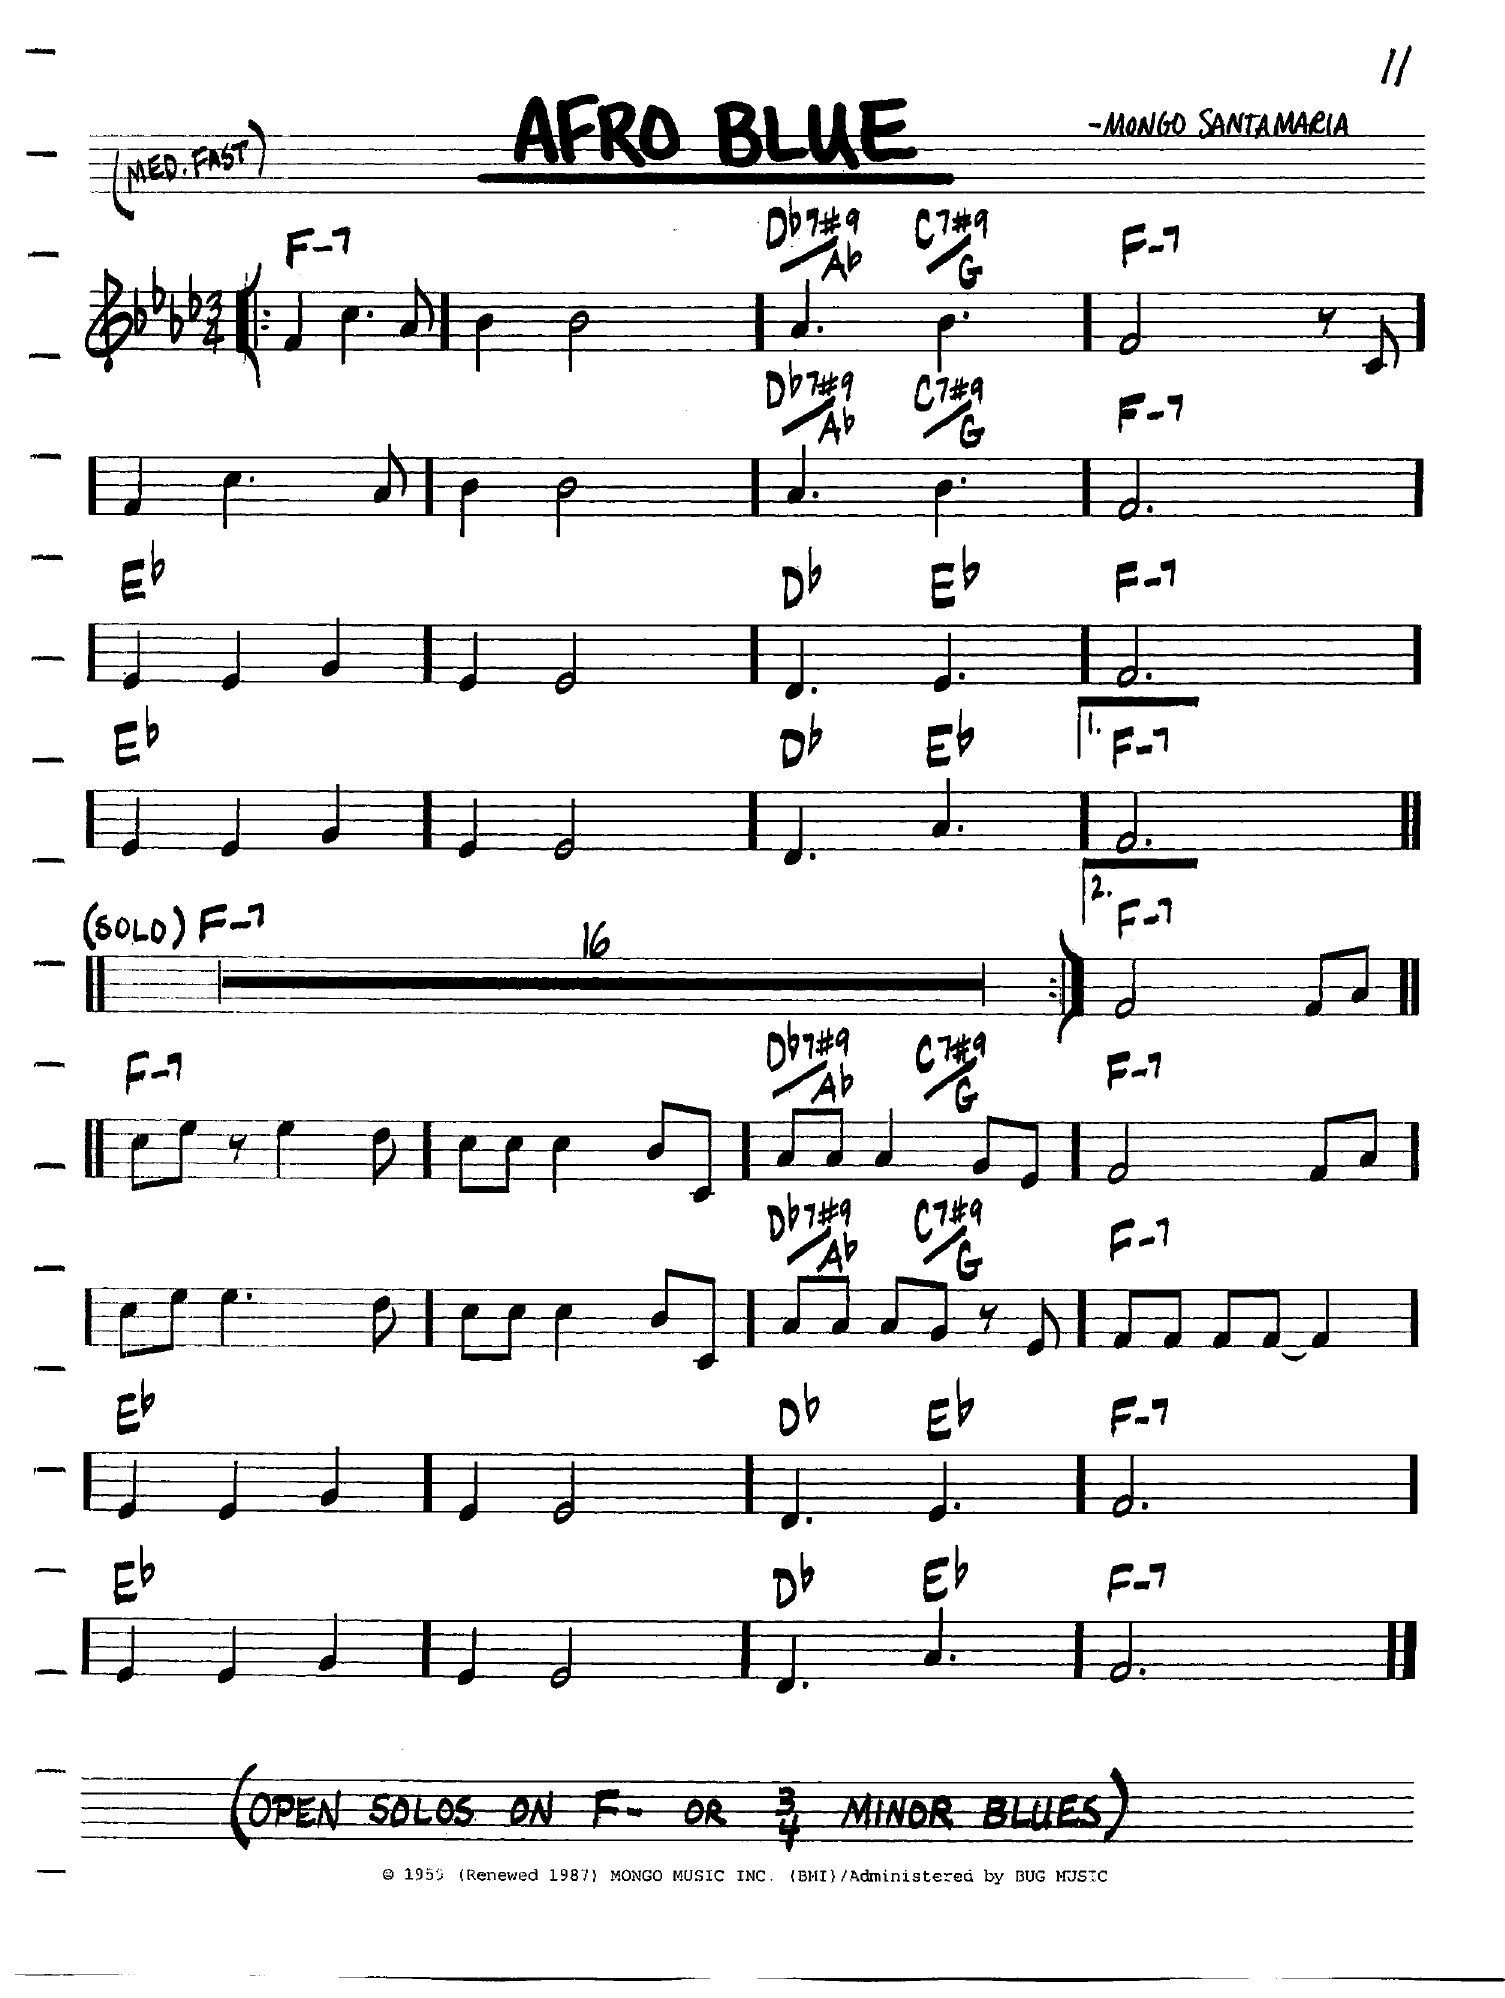 11
AFRO BLUE
-MONGO SANTAMARIA
(MED. FAST)
F-7 Db7#9/Ab C7#9/G F-7
3/4
Db7#9/Ab C7#9/G F-7
Eb Db Eb F-7
Eb Db Eb 1. F-7
(SOLO) F-7 16 2. F-7
F-7 Db7#9/Ab C7#9/G F-7
Db7#9/Ab C7#9/G F-7
Eb Db Eb F-7
Eb Db Eb F-7
(OPEN SOLOS ON F- OR 3/4 MINOR BLUES)
© 1959 (Renewed 1987) MONGO MUSIC INC. (BMI)/Administered by BUG MUSIC